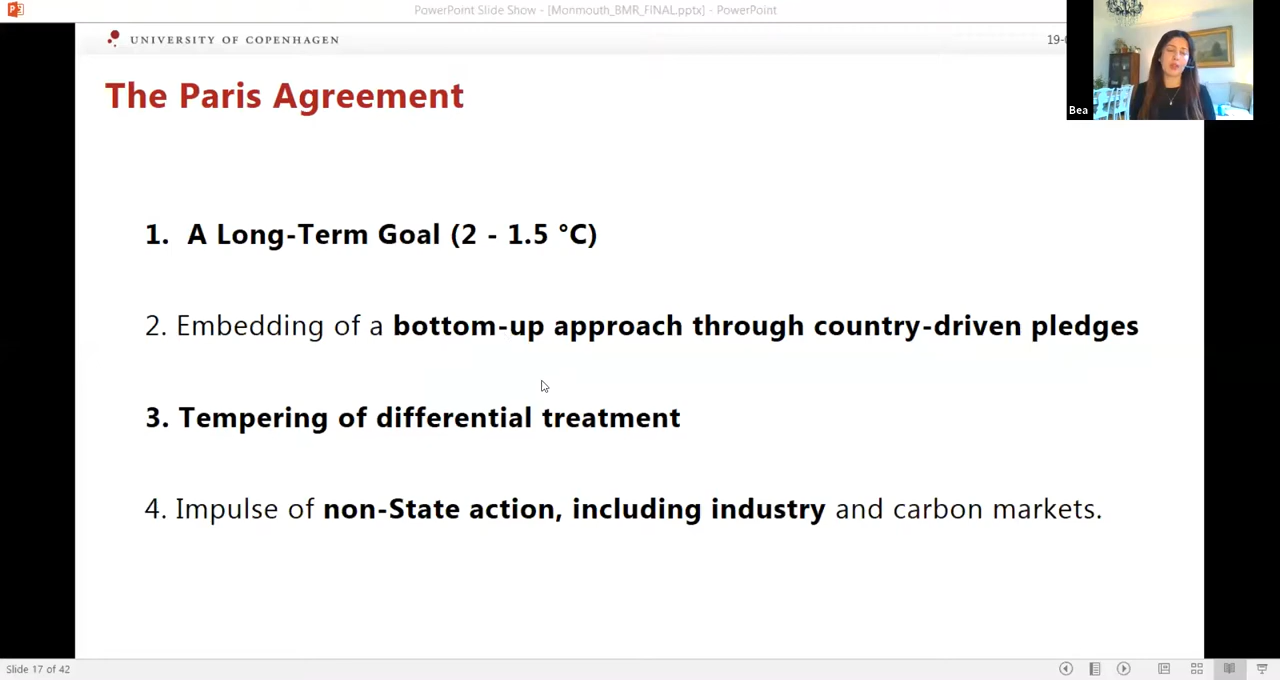 PowerPoint Slide Show - [Monmouth_BMR_FINAL.pptx] - PowerPoint
UNIVERSITY OF COPENHAGEN
19-
Bea
The Paris Agreement
1. A Long-Term Goal (2 - 1.5 °C)
2. Embedding of a bottom-up approach through country-driven pledges
3. Tempering of differential treatment
4. Impulse of non-State action, including industry and carbon markets.
Slide 17 of 42